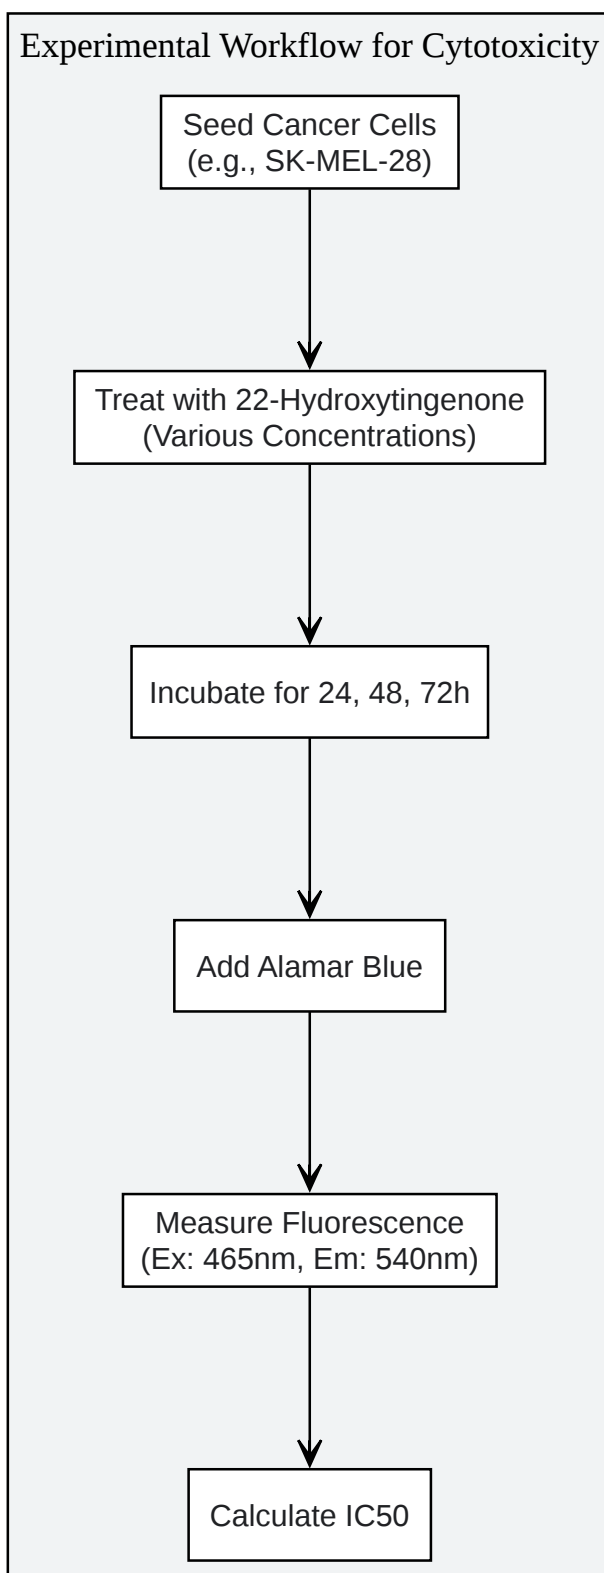 Experimental Workflow for Cytotoxicity
Seed Cancer Cells
(e.g., SK-MEL-28)
Treat with 22-Hydroxytingenone
(Various Concentrations)
Incubate for 24, 48, 72h
Add Alamar Blue
Measure Fluorescence
(Ex: 465nm, Em: 540nm)
Calculate IC50